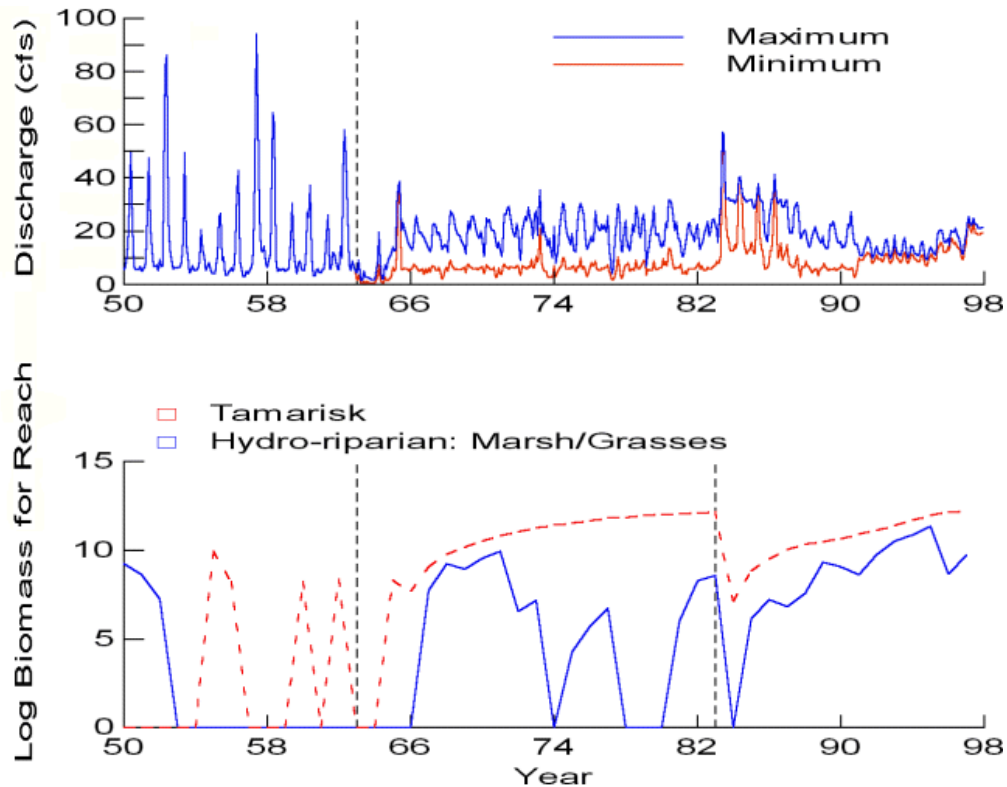 Discharge (cfs)
100
80
60
40
20
0
Maximum
Minimum
50 58 66 74 82 90 98
Log Biomass for Reach
Tamarisk
Hydro-riparian: Marsh/Grasses
15
10
5
0
50 58 66 74 82 90 98
Year